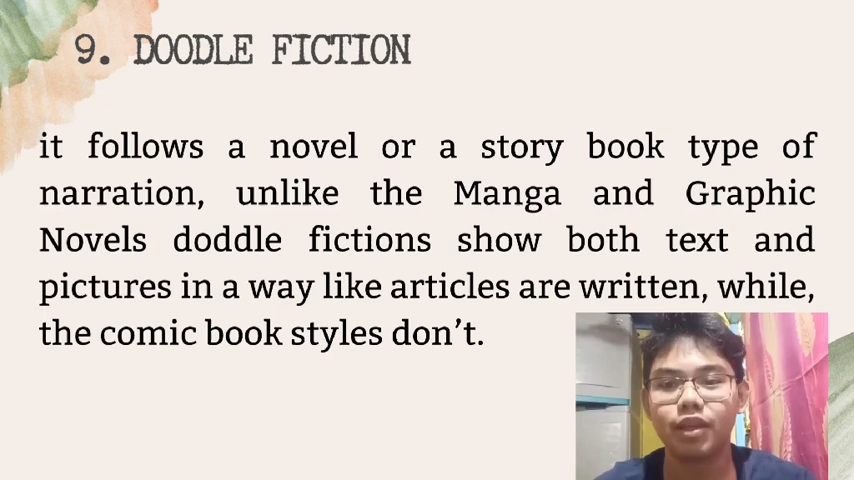 9. DOODLE FICTION
it follows a novel or a story book type of
narration, unlike the Manga and Graphic
Novels doddle fictions show both text and
pictures in a way like articles are written, while,
the comic book styles don't.